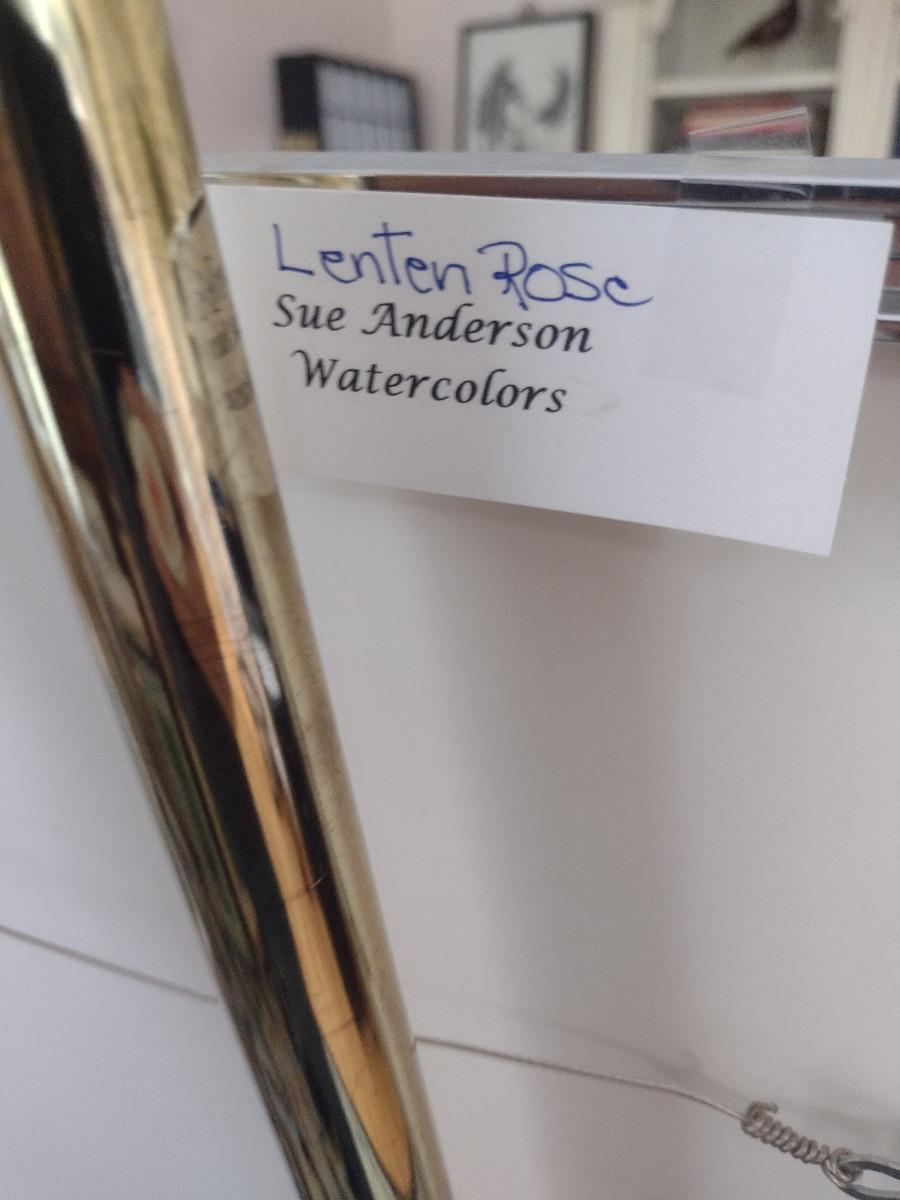 Lenten Rose
Sue Anderson
Watercolors